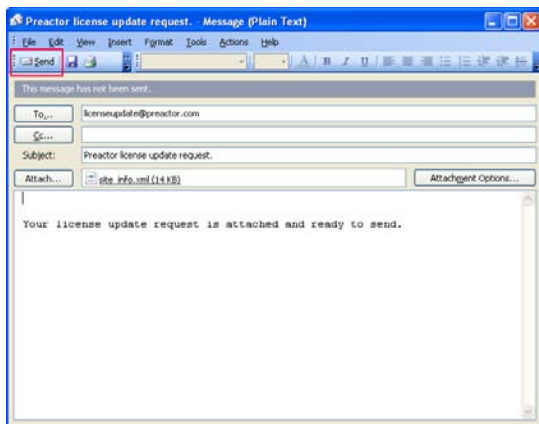 Preactor license update request. - Message (Plain Text)
File Edit View Insert Format Tools Actions Help
Send A B I U
This message has not been sent.
To... licenseupdate@preactor.com
Cc...
Subject: Preactor license update request.
Attach... site_info.xml (14 KB) Attachment Options...
Your license update request is attached and ready to send.